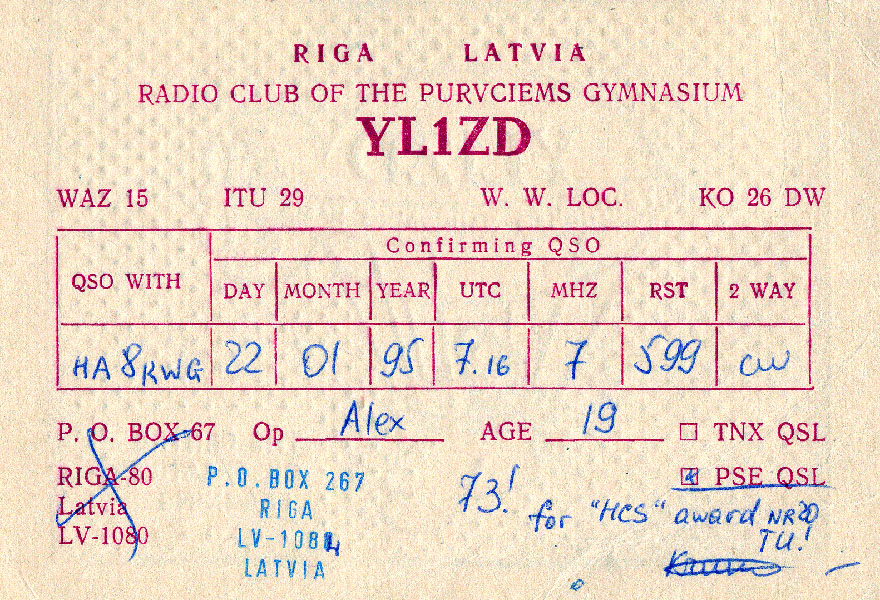 RIGA LATVIA
RADIO CLUB OF THE PURVCIEMS GYMNASIUM
YL1ZD
WAZ 15 ITU 29 W. W. LOC. KO 26 DW
Confirming QSO
QSO WITH DAY MONTH YEAR UTC MHZ RST 2 WAY
HA8KWG 22 01 95 7.16 7 599 CW
P. O. BOX-67 Op Alex AGE 19 TNX QSL
RIGA-80 P.O.BOX 267 73! PSE QSL
Latvia RIGA for "HCS" award NR20
LV-1080 LV-1084 TU!
LATVIA